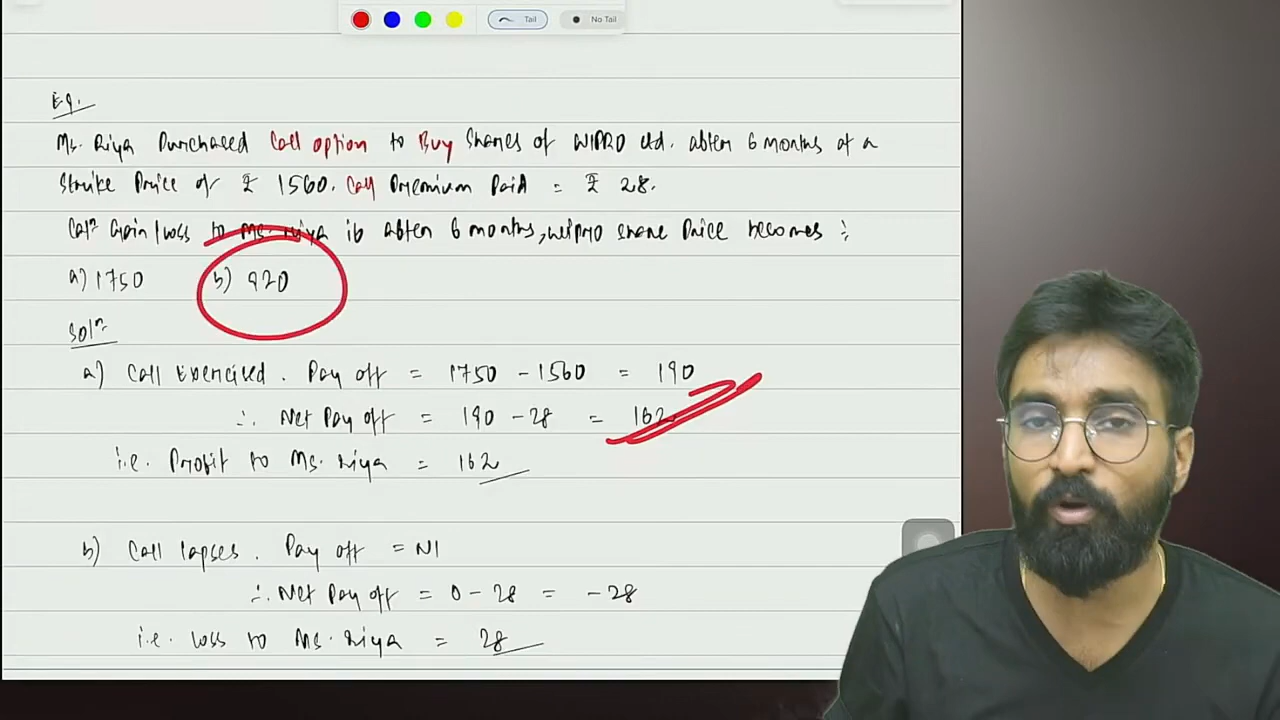 Tail No Tail
Eg.
Ms. Riya Purchased Call option to Buy Shares of WIPRO Ltd. after 6 months at a
Strike Price of ₹ 1560. Call Premium Paid = ₹ 28.
Calⁿ Gain/loss to Ms. Riya if after 6 months, Wipro share Price becomes :
a) 1750 b) 920
Solⁿ
a) Call Exercised. Pay off = 1750 - 1560 = 190
∴ Net Pay off = 190 - 28 = 162
i.e. Profit to Ms. Riya = 162
b) Call lapses. Pay off = Nil
∴ Net Pay off = 0 - 28 = -28
i.e. loss to Ms. Riya = 28